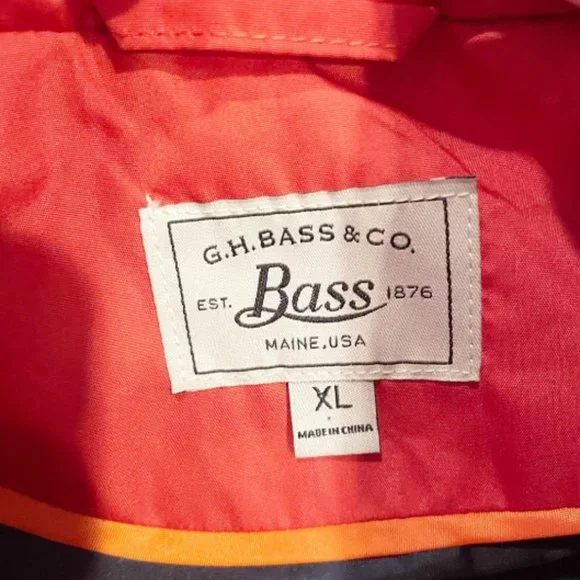 G.H.BASS & CO.
EST. Bass 1876
MAINE, USA
XL
MADE IN CHINA